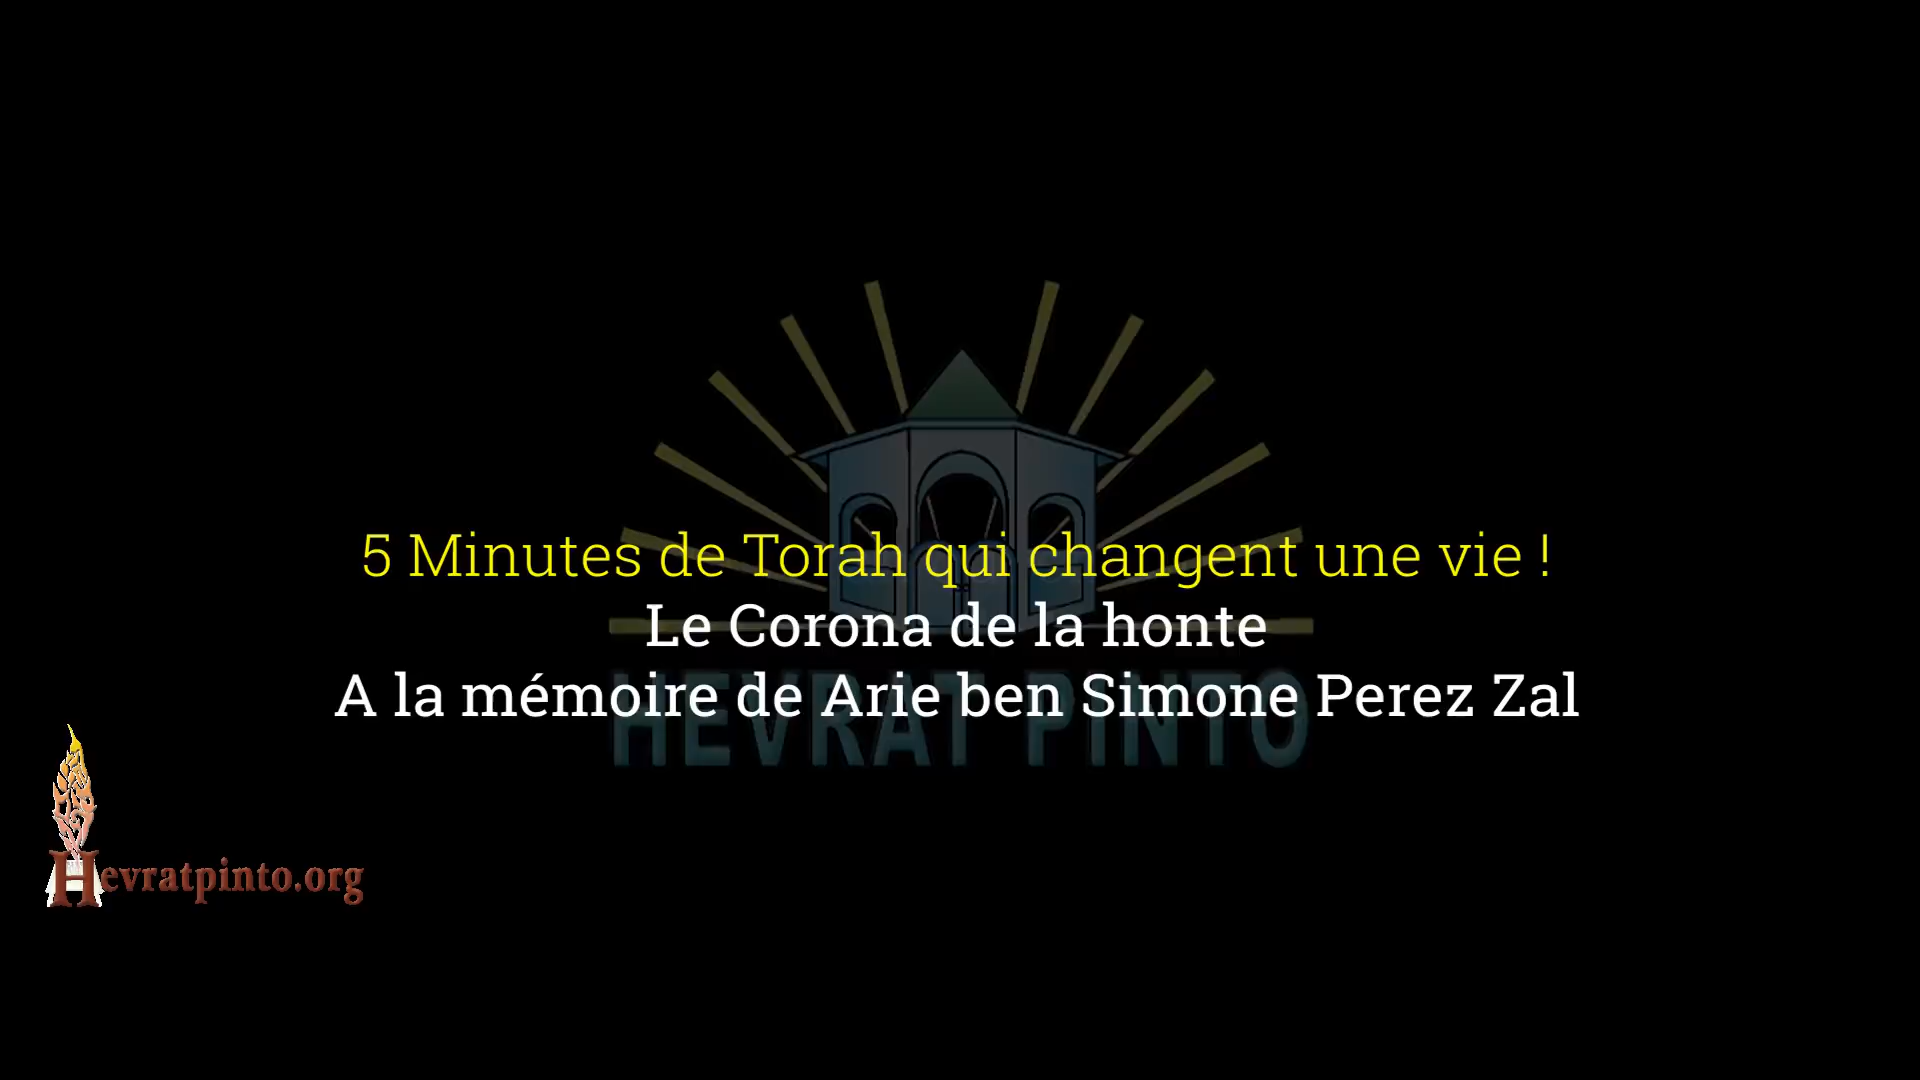 5 Minutes de Torah qui changent une vie !
Le Corona de la honte
A la mémoire de Arie ben Simone Perez Zal
HEVRAT PINTO
Hevratpinto.org